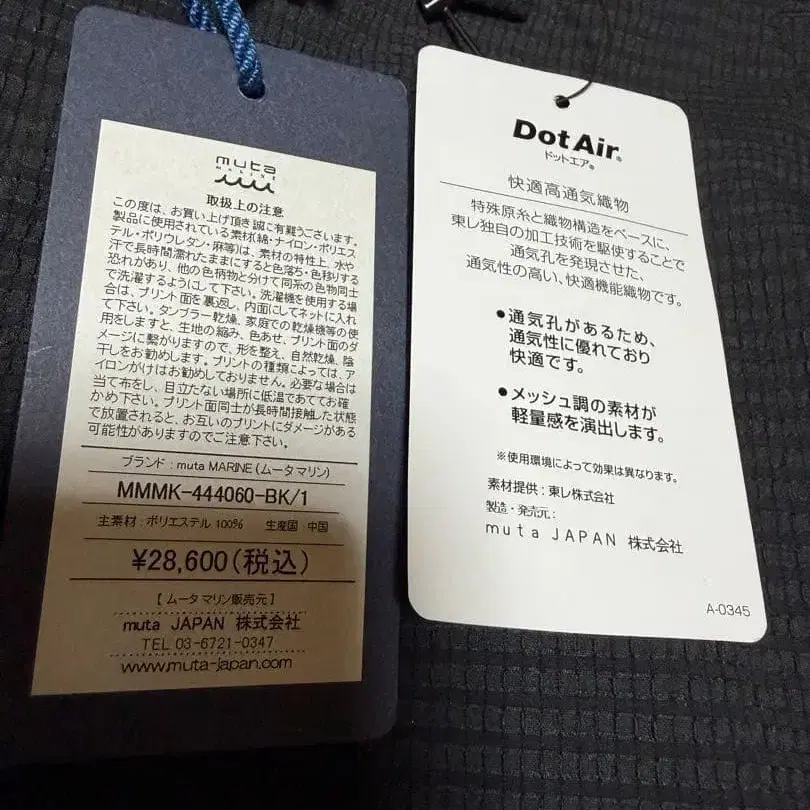 muta
MARINE
取扱上の注意
この度は、お買い上げ頂き誠に有難うございます。
製品に使用されている素材(綿・ナイロン・ポリエス
テル・ポリウレタン・麻等)は、素材の特性上、水や
汗で長時間濡れたままにすると色落ち・色移りする
恐れがあり、他の色柄物と分けて同系の色物同士
で洗濯するようにして下さい。洗濯機を使用する場
合は、プリント面を裏返し、内面にしてネットに入れ
て下さい。タンブラー乾燥、家庭での乾燥機等の使
用をしますと、生地の縮み、色あせ、プリント面のダ
メージに繋がりますので、形を整え、自然乾燥、陰
干しをお勧めします。プリントの種類によっては、ア
イロンがけはお勧めしておりません。必要な場合は
当て布をし、目立たない場所に低温であててお確
かめ下さい。プリント面同士が長時間接触した状態
で放置されると、お互いのプリントにダメージがある
可能性がありますのでご注意下さい。
ブランド : muta MARINE (ムータマリン)
MMMK-444060-BK/1
主素材 : ポリエステル 100% 生産国 : 中国
¥28,600(税込)
【 ムータマリン販売元 】
muta JAPAN 株式会社
TEL 03-6721-0347
www.muta-japan.com
Dot Air®
ドットエア®
快適高通気織物
特殊原糸と織物構造をベースに、
東レ独自の加工技術を駆使することで
通気孔を発現させた、
通気性の高い、快適機能織物です。
●通気孔があるため、
通気性に優れており
快適です。
●メッシュ調の素材が
軽量感を演出します。
※使用環境によって効果は異なります。
素材提供 : 東レ株式会社
製造・発売元 :
muta JAPAN 株式会社
A-0345